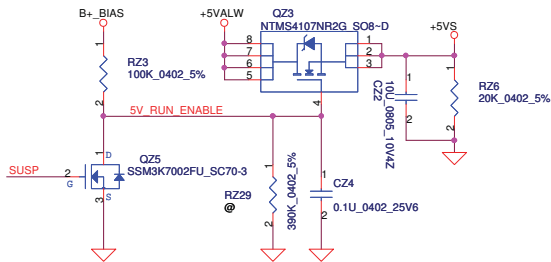 B+_BIAS
+5VALW
QZ3
NTMS4107NR2G_SO8~D
+5VS
1
RZ3
100K_0402_5%
2
8
7
6
5
1
2
3
4
1
CZ2
10U_0805_10V4Z
2
1
RZ6
20K_0402_5%
2
5V_RUN_ENABLE
SUSP
2
G
1
D
QZ5
SSM3K7002FU_SC70-3
S
3
1
RZ29
@
390K_0402_5%
2
1
CZ4
0.1U_0402_25V6
2